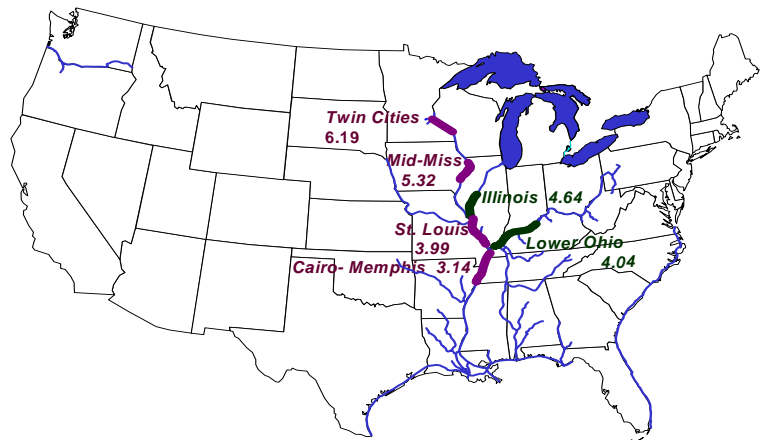 Twin Cities
6.19
Mid-Miss
5.32
Illinois 4.64
St. Louis
3.99
Lower Ohio
4.04
Cairo- Memphis 3.14